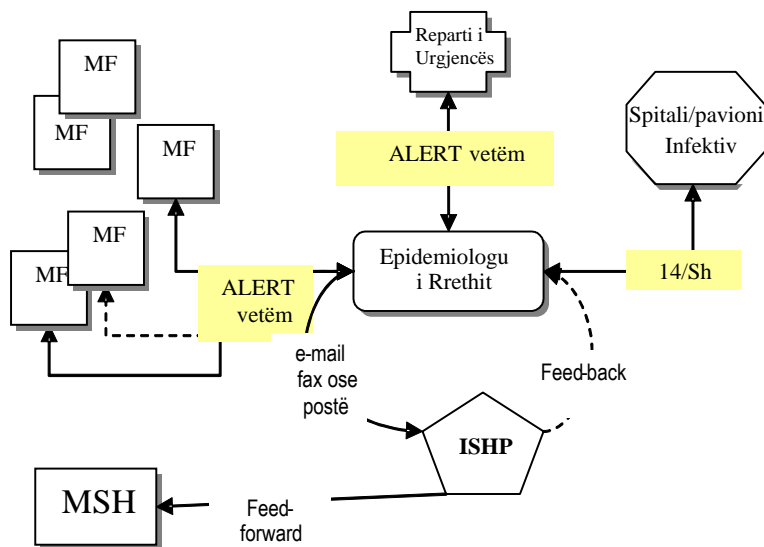 MF
MF
MF
MF
MF
Reparti i
Urgjencës
Spitali/pavioni
Infektiv
ALERT vetëm
Epidemiologu
i Rrethit
14/Sh
ALERT
vetëm
e-mail
fax ose
postë
Feed-back
ISHP
MSH
Feed-
forward